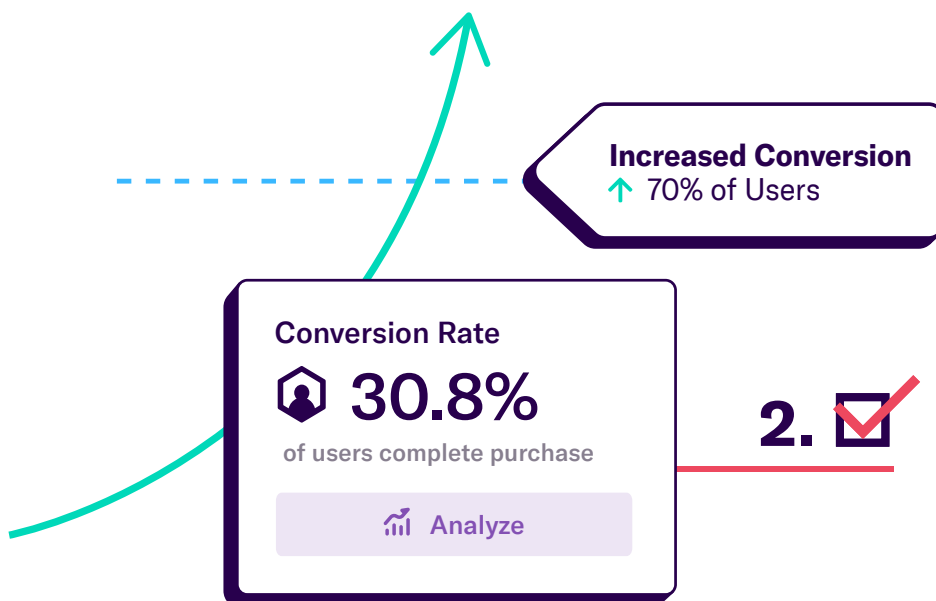 Increased Conversion
70% of Users
Conversion Rate
30.8%
of users complete purchase
Analyze
2.